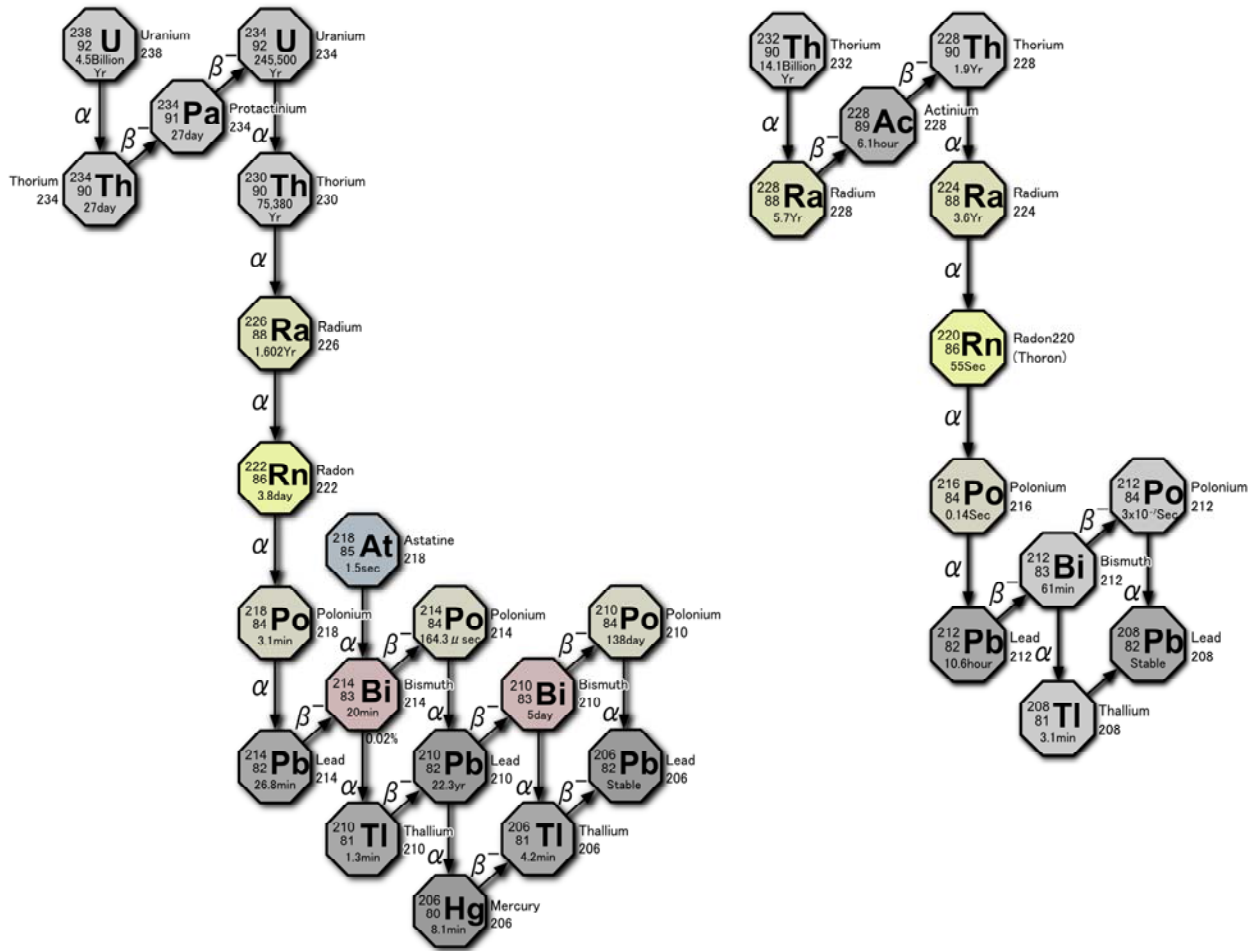 238
92 U
4.5Billion
Yr
Uranium
238
234
92 U
245,500
Yr
Uranium
234
α
β⁻
234
91 Pa
27day
Protactinium
234
β⁻
α
Thorium
234
234
90 Th
27day
230
90 Th
75,380
Yr
Thorium
230
α
226
88 Ra
1.602Yr
Radium
226
α
222
86 Rn
3.8day
Radon
222
α
218
85 At
1.5sec
Astatine
218
218
84 Po
3.1min
Polonium
218
α
β⁻
214
84 Po
164.3μsec
Polonium
214
210
84 Po
138day
Polonium
210
α
β⁻
214
83 Bi
20min
Bismuth
214
0.02%
α
β⁻
210
83 Bi
5day
Bismuth
210
β⁻
α
214
82 Pb
26.8min
Lead
214
210
82 Pb
22.3yr
Lead
210
206
82 Pb
Stable
Lead
206
α
β⁻
α
β⁻
210
81 Tl
1.3min
Thallium
210
α
206
81 Tl
4.2min
Thallium
206
β⁻
206
80 Hg
8.1min
Mercury
206
232
90 Th
14.1Billion
Yr
Thorium
232
228
90 Th
1.9Yr
Thorium
228
α
β⁻
228
89 Ac
6.1hour
Actinium
228
β⁻
α
228
88 Ra
5.7Yr
Radium
228
224
88 Ra
3.6Yr
Radium
224
α
220
86 Rn
55Sec
Radon220
(Thoron)
α
216
84 Po
0.14Sec
Polonium
216
212
84 Po
3x10⁻⁷Sec
Polonium
212
α
β⁻
212
83 Bi
61min
Bismuth
212
β⁻
α
212
82 Pb
10.6hour
Lead
212
α
208
82 Pb
Stable
Lead
208
208
81 Tl
3.1min
Thallium
208